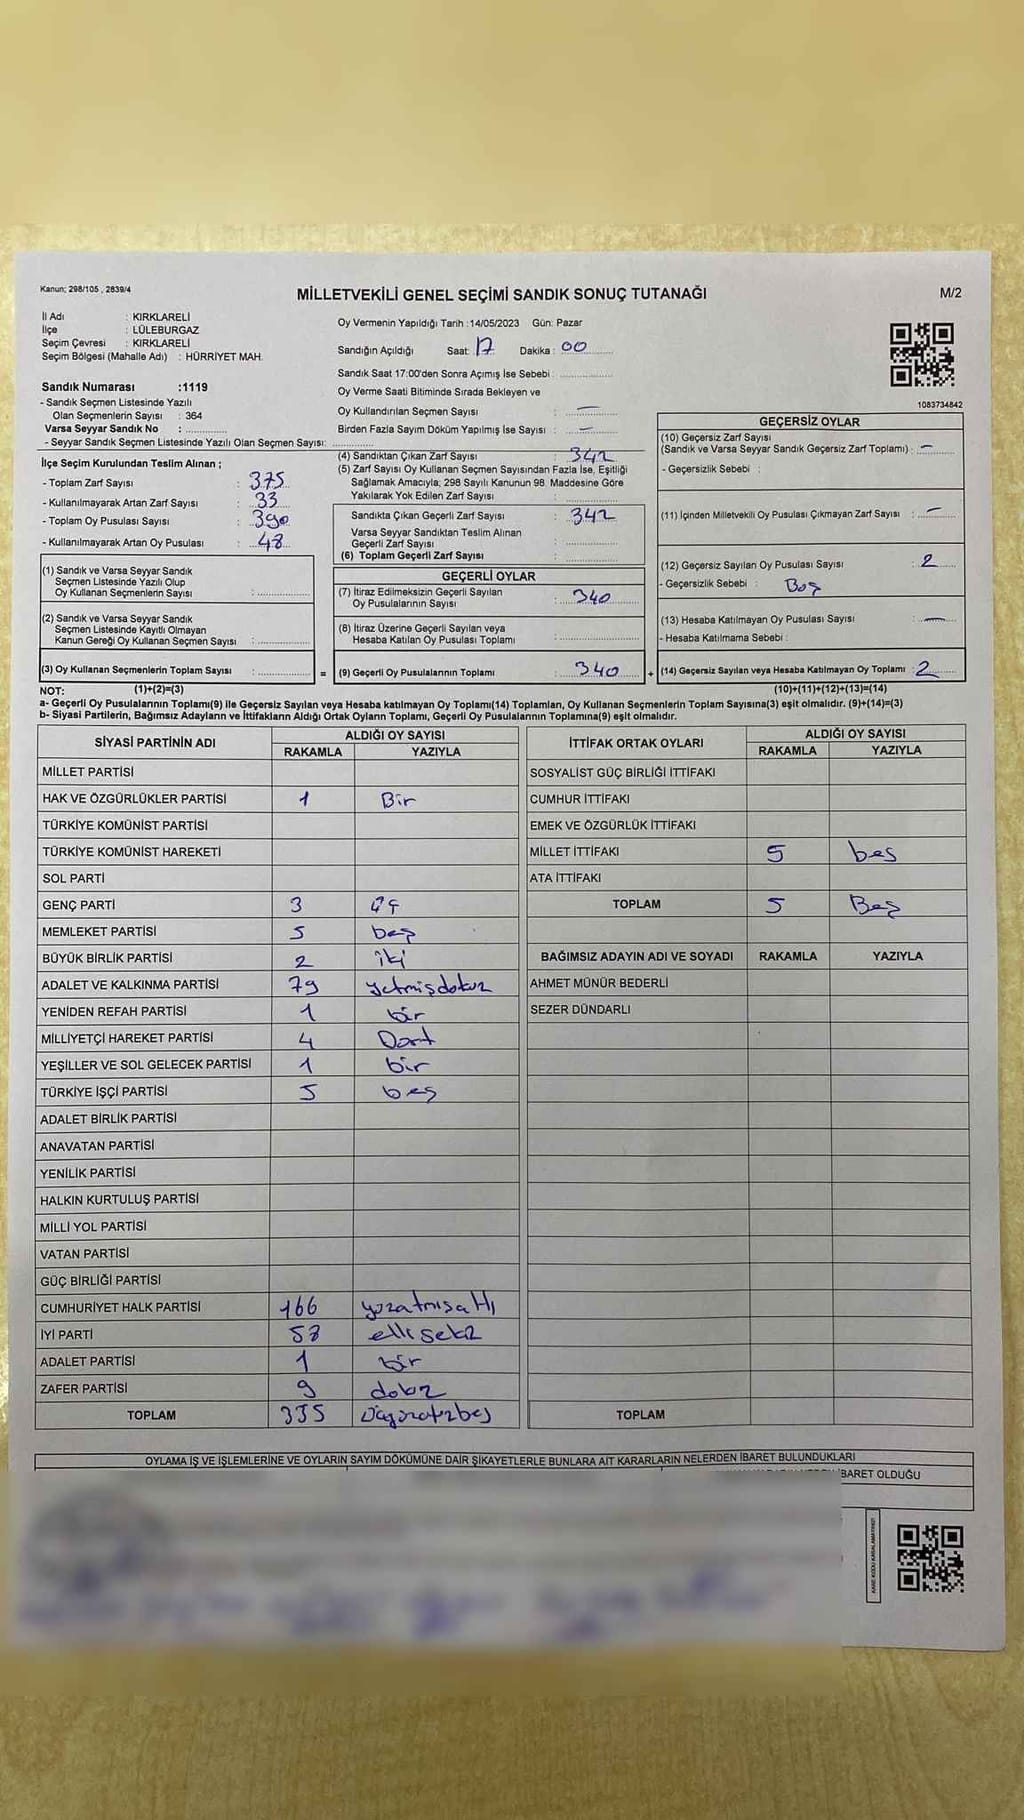 Kanun; 298/105 , 2839/4
MİLLETVEKİLİ GENEL SEÇİMİ SANDIK SONUÇ TUTANAĞI
M/2
İl Adı : KIRKLARELİ
İlçe : LÜLEBURGAZ
Seçim Çevresi : KIRKLARELİ
Seçim Bölgesi (Mahalle Adı) : HÜRRİYET MAH.
Sandık Numarası :1119
- Sandık Seçmen Listesinde Yazılı
Olan Seçmenlerin Sayısı : 364
Varsa Seyyar Sandık No :
- Seyyar Sandık Seçmen Listesinde Yazılı Olan Seçmen Sayısı:
İlçe Seçim Kurulundan Teslim Alınan ;
- Toplam Zarf Sayısı : 375
- Kullanılmayarak Artan Zarf Sayısı : 33
- Toplam Oy Pusulası Sayısı : 390
- Kullanılmayarak Artan Oy Pusulası : 48
(1) Sandık ve Varsa Seyyar Sandık
Seçmen Listesinde Yazılı Olup
Oy Kullanan Seçmenlerin Sayısı :
(2) Sandık ve Varsa Seyyar Sandık
Seçmen Listesinde Kayıtlı Olmayan
Kanun Gereği Oy Kullanan Seçmen Sayısı :
(3) Oy Kullanan Seçmenlerin Toplam Sayısı :
Oy Vermenin Yapıldığı Tarih :14/05/2023 Gün: Pazar
Sandığın Açıldığı Saat: 17 Dakika : 00
Sandık Saat 17:00'den Sonra Açımış İse Sebebi :
Oy Verme Saati Bitiminde Sırada Bekleyen ve
Oy Kullandırılan Seçmen Sayısı : —
Birden Fazla Sayım Döküm Yapılmış İse Sayısı : —
(4) Sandıktan Çıkan Zarf Sayısı : 342
(5) Zarf Sayısı Oy Kullanan Seçmen Sayısından Fazla İse, Eşitliği
Sağlamak Amacıyla; 298 Sayılı Kanunun 98. Maddesine Göre
Yakılarak Yok Edilen Zarf Sayısı :
Sandıkta Çıkan Geçerli Zarf Sayısı : 342
Varsa Seyyar Sandıktan Teslim Alınan
Geçerli Zarf Sayısı :
(6) Toplam Geçerli Zarf Sayısı :
GEÇERLİ OYLAR
(7) İtiraz Edilmeksizin Geçerli Sayılan
Oy Pusulalarının Sayısı : 340
(8) İtiraz Üzerine Geçerli Sayılan veya
Hesaba Katılan Oy Pusulası Toplamı :
= (9) Geçerli Oy Pusulalarının Toplamı : 340
1083734842
GEÇERSİZ OYLAR
(10) Geçersiz Zarf Sayısı
(Sandık ve Varsa Seyyar Sandık Geçersiz Zarf Toplamı) : —
- Geçersizlik Sebebi :
(11) İçinden Milletvekili Oy Pusulası Çıkmayan Zarf Sayısı : —
(12) Geçersiz Sayılan Oy Pusulası Sayısı : 2
- Geçersizlik Sebebi : Boş
(13) Hesaba Katılmayan Oy Pusulası Sayısı : —
- Hesaba Katılmama Sebebi :
+ (14) Geçersiz Sayılan veya Hesaba Katılmayan Oy Toplamı : 2
NOT: (1)+(2)=(3) (10)+(11)+(12)+(13)=(14)
a- Geçerli Oy Pusulalarının Toplamı(9) ile Geçersiz Sayılan veya Hesaba katılmayan Oy Toplamı(14) Toplamları, Oy Kullanan Seçmenlerin Toplam Sayısına(3) eşit olmalıdır. (9)+(14)=(3)
b- Siyasi Partilerin, Bağımsız Adayların ve İttifakların Aldığı Ortak Oyların Toplamı, Geçerli Oy Pusulalarının Toplamına(9) eşit olmalıdır.
SİYASİ PARTİNİN ADI ALDIĞI OY SAYISI
RAKAMLA YAZIYLA
MİLLET PARTİSİ
HAK VE ÖZGÜRLÜKLER PARTİSİ 1 Bir
TÜRKİYE KOMÜNİST PARTİSİ
TÜRKİYE KOMÜNİST HAREKETİ
SOL PARTİ
GENÇ PARTİ 3 üç
MEMLEKET PARTİSİ 5 beş
BÜYÜK BİRLİK PARTİSİ 2 iki
ADALET VE KALKINMA PARTİSİ 79 yetmişdokuz
YENİDEN REFAH PARTİSİ 1 bir
MİLLİYETÇİ HAREKET PARTİSİ 4 Dört
YEŞİLLER VE SOL GELECEK PARTİSİ 1 bir
TÜRKİYE İŞÇİ PARTİSİ 5 beş
ADALET BİRLİK PARTİSİ
ANAVATAN PARTİSİ
YENİLİK PARTİSİ
HALKIN KURTULUŞ PARTİSİ
MİLLİ YOL PARTİSİ
VATAN PARTİSİ
GÜÇ BİRLİĞİ PARTİSİ
CUMHURİYET HALK PARTİSİ 166 yüzatmışaltı
İYİ PARTİ 58 ellisekiz
ADALET PARTİSİ 1 bir
ZAFER PARTİSİ 9 dokuz
TOPLAM 335 Üçyüzotuzbeş
İTTİFAK ORTAK OYLARI ALDIĞI OY SAYISI
RAKAMLA YAZIYLA
SOSYALİST GÜÇ BİRLİĞİ İTTİFAKI
CUMHUR İTTİFAKI
EMEK VE ÖZGÜRLÜK İTTİFAKI
MİLLET İTTİFAKI 5 beş
ATA İTTİFAKI
TOPLAM 5 Beş
BAĞIMSIZ ADAYIN ADI VE SOYADI RAKAMLA YAZIYLA
AHMET MÜNÜR BEDERLİ
SEZER DÜNDARLI
TOPLAM
OYLAMA İŞ VE İŞLEMLERİNE VE OYLARIN SAYIM DÖKÜMÜNE DAİR ŞİKAYETLERLE BUNLARA AİT KARARLARIN NELERDEN İBARET BULUNDUKLARI
İBARET OLDUĞU